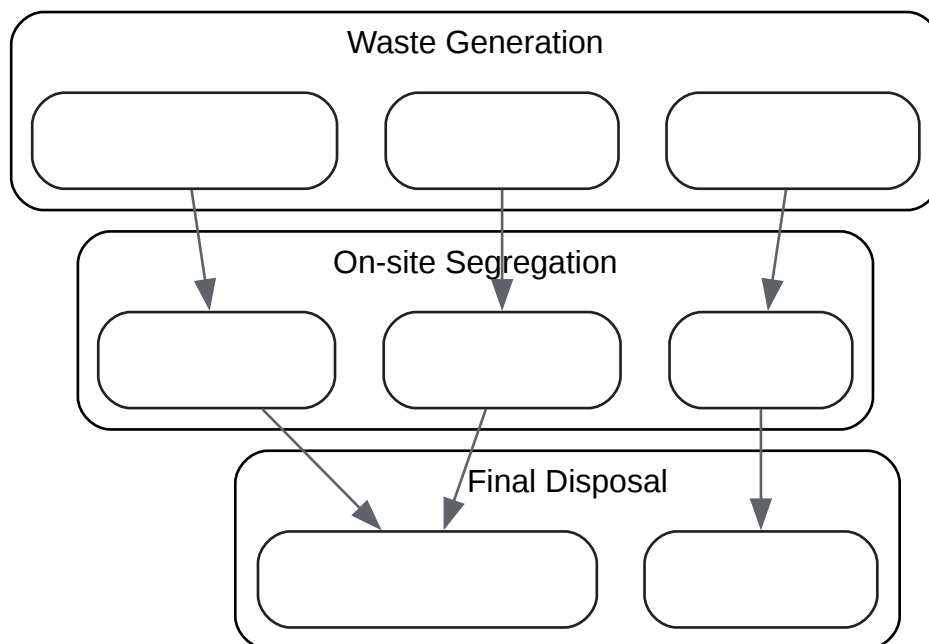 Waste Generation
On-site Segregation
Final Disposal